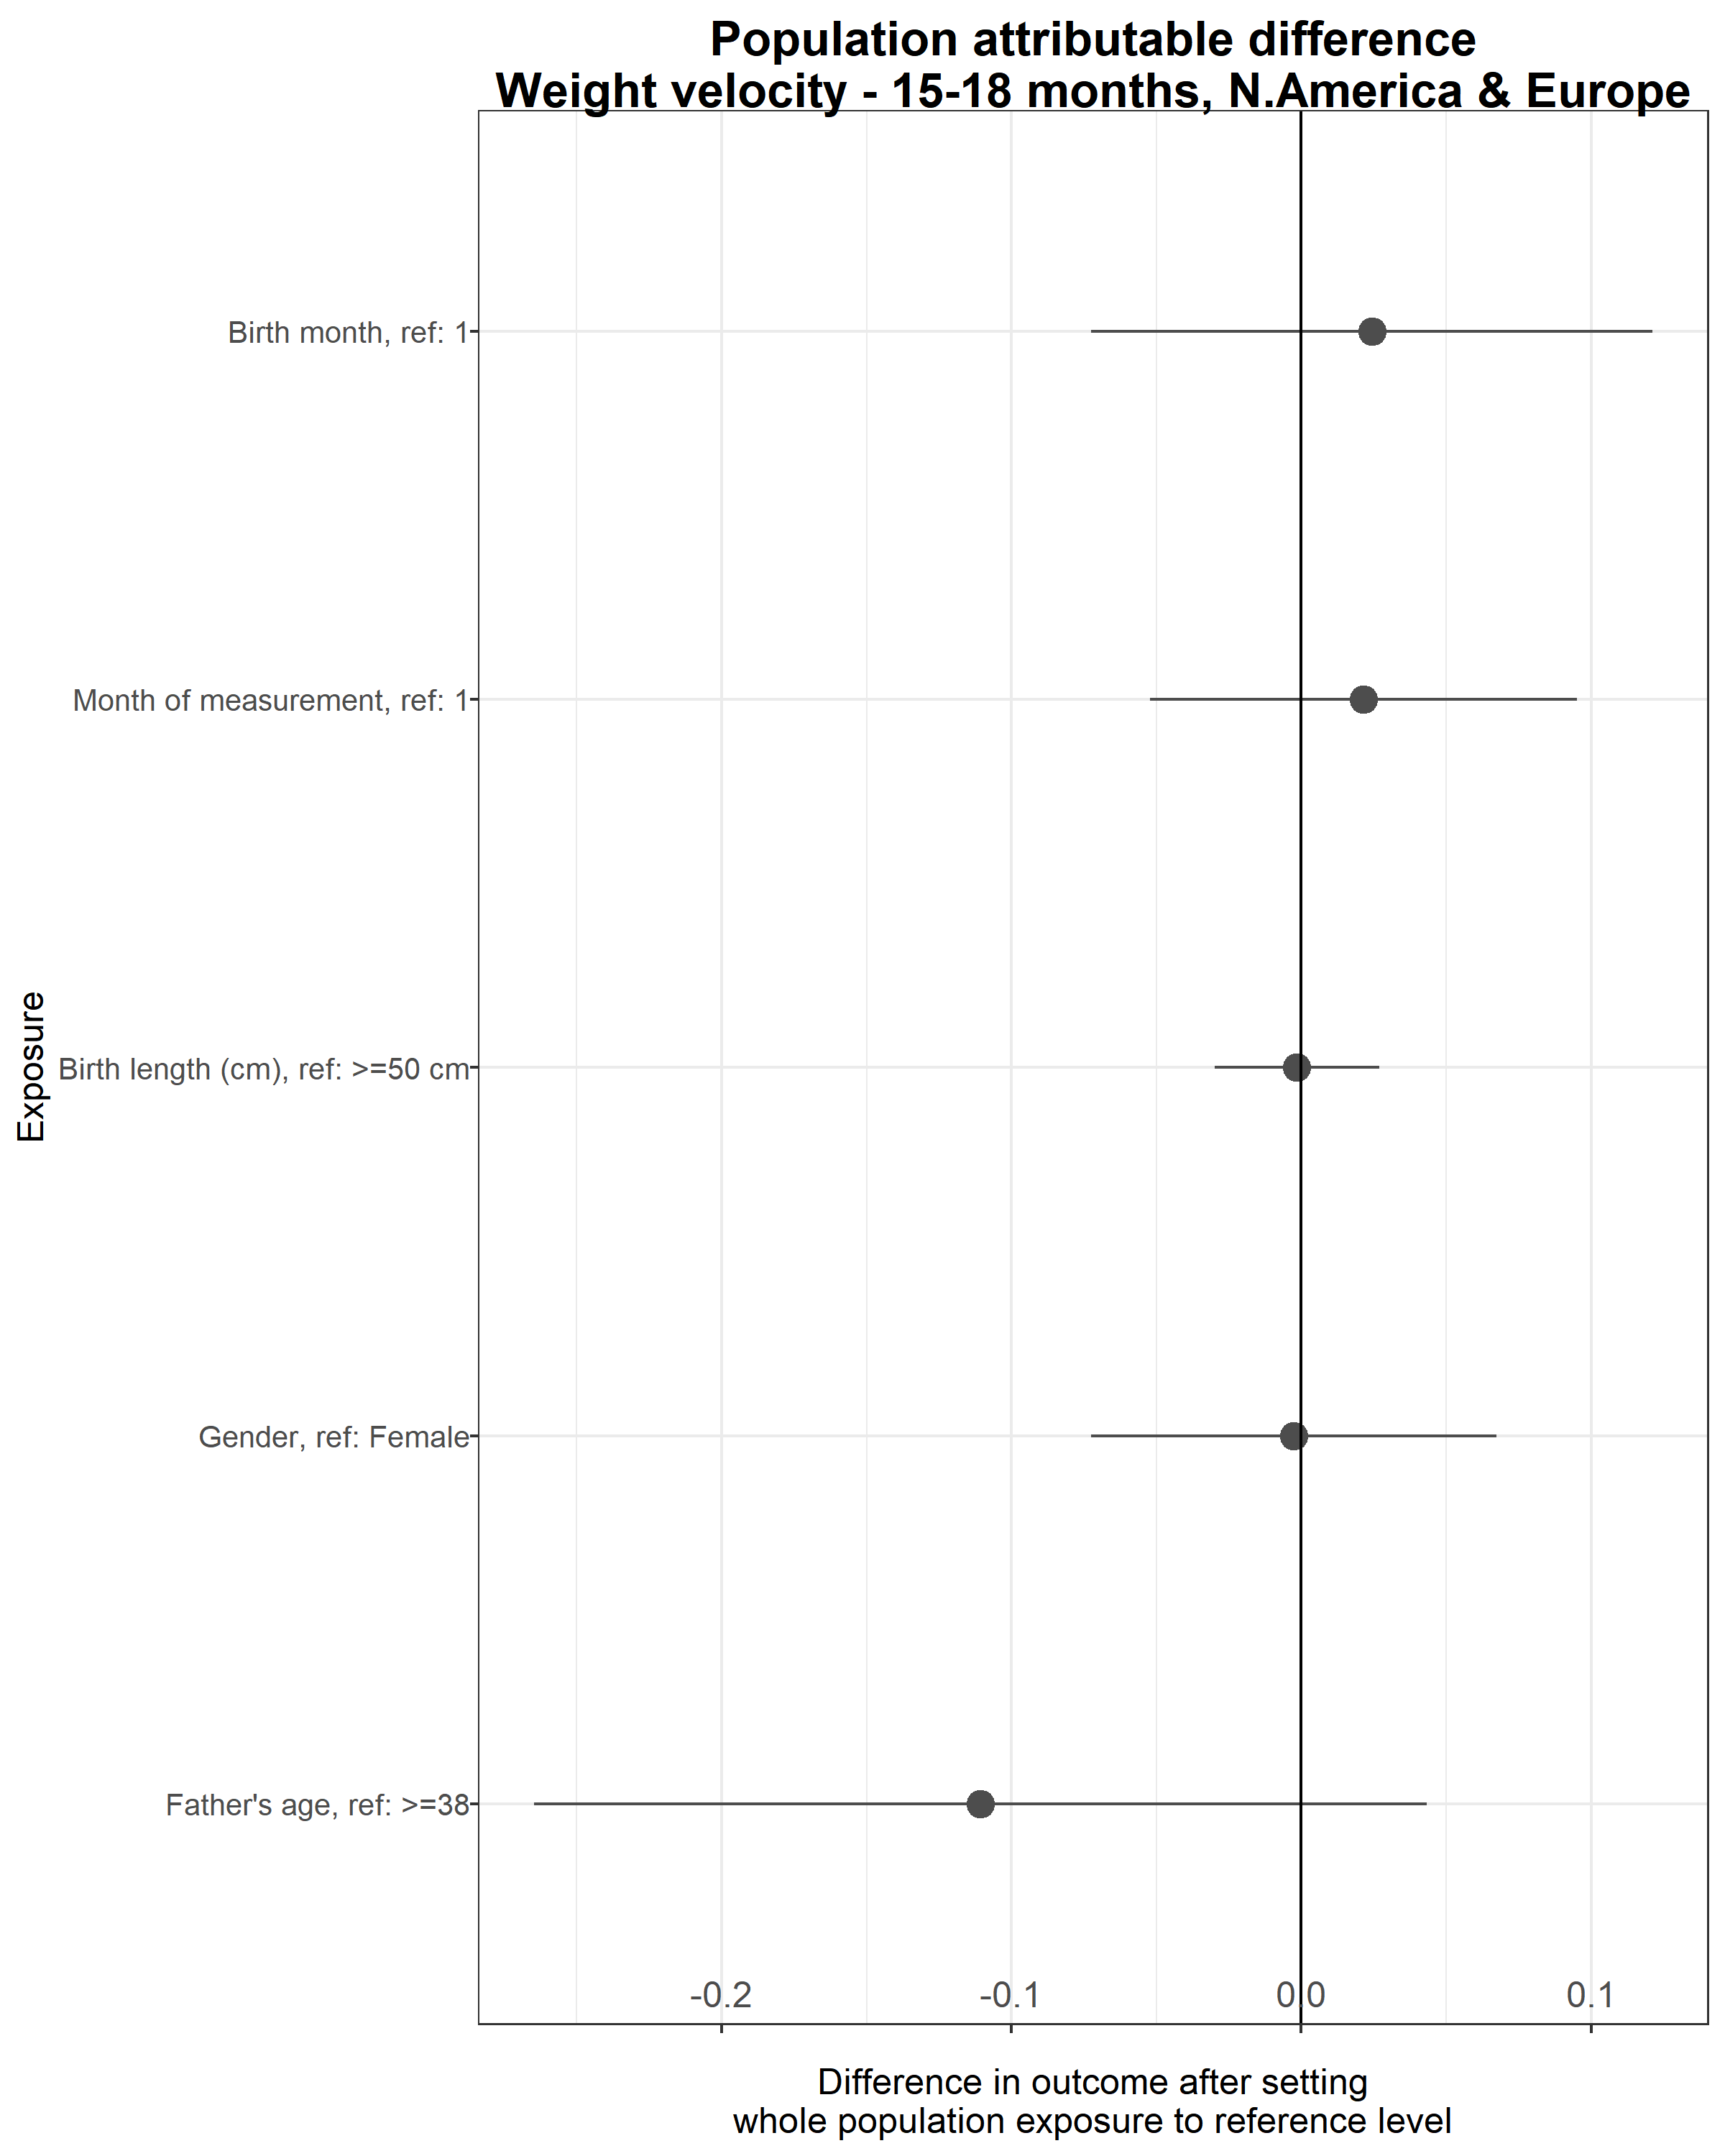 Population attributable difference
Weight velocity - 15-18 months, N.America & Europe
Exposure
Birth month, ref: 1
Month of measurement, ref: 1
Birth length (cm), ref: >=50 cm
Gender, ref: Female
Father's age, ref: >=38
-0.2 -0.1 0.0 0.1
Difference in outcome after setting
whole population exposure to reference level